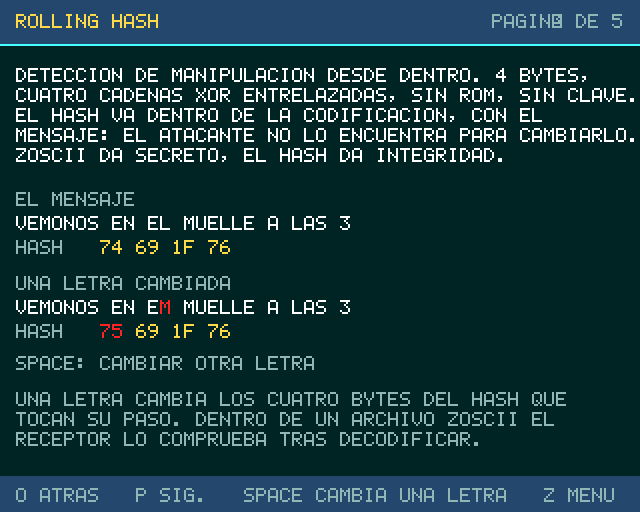 ROLLING HASH
DE 5
DETECCION DE MANIPULACION DESDE DENTRO. 4 BYTES,
CUATRO CADENAS XOR ENTRELAZADAS, SIN ROM, SIN CLAVE.
EL HASH VA DENTRO DE LA CODIFICACION, CON EL
MENSAJE: EL ATACANTE NO LO ENCUENTRA PARA CAMBIARLO.
ZOSCII DA SECRETO, EL HASH DA INTEGRIDAD.
EL MENSAJE
VEMONOS EN EL MUELLE A LAS 3
HASH 74 69 1F 76
UNA LETRA CAMBIADA
VEMONOS EN EM MUELLE A LAS 3
HASH 75 69 1F 76
SPACE: CAMBIAR OTRA LETRA
UNA LETRA CAMBIA LOS CUATRO BYTES DEL HASH QUE
TOCAN SU PASO. DENTRO DE UN ARCHIVO ZOSCII EL
RECEPTOR LO COMPRUEBA TRAS DECODIFICAR.
O ATRAS P SIG. SPACE CAMBIA UNA LETRA Z MENU